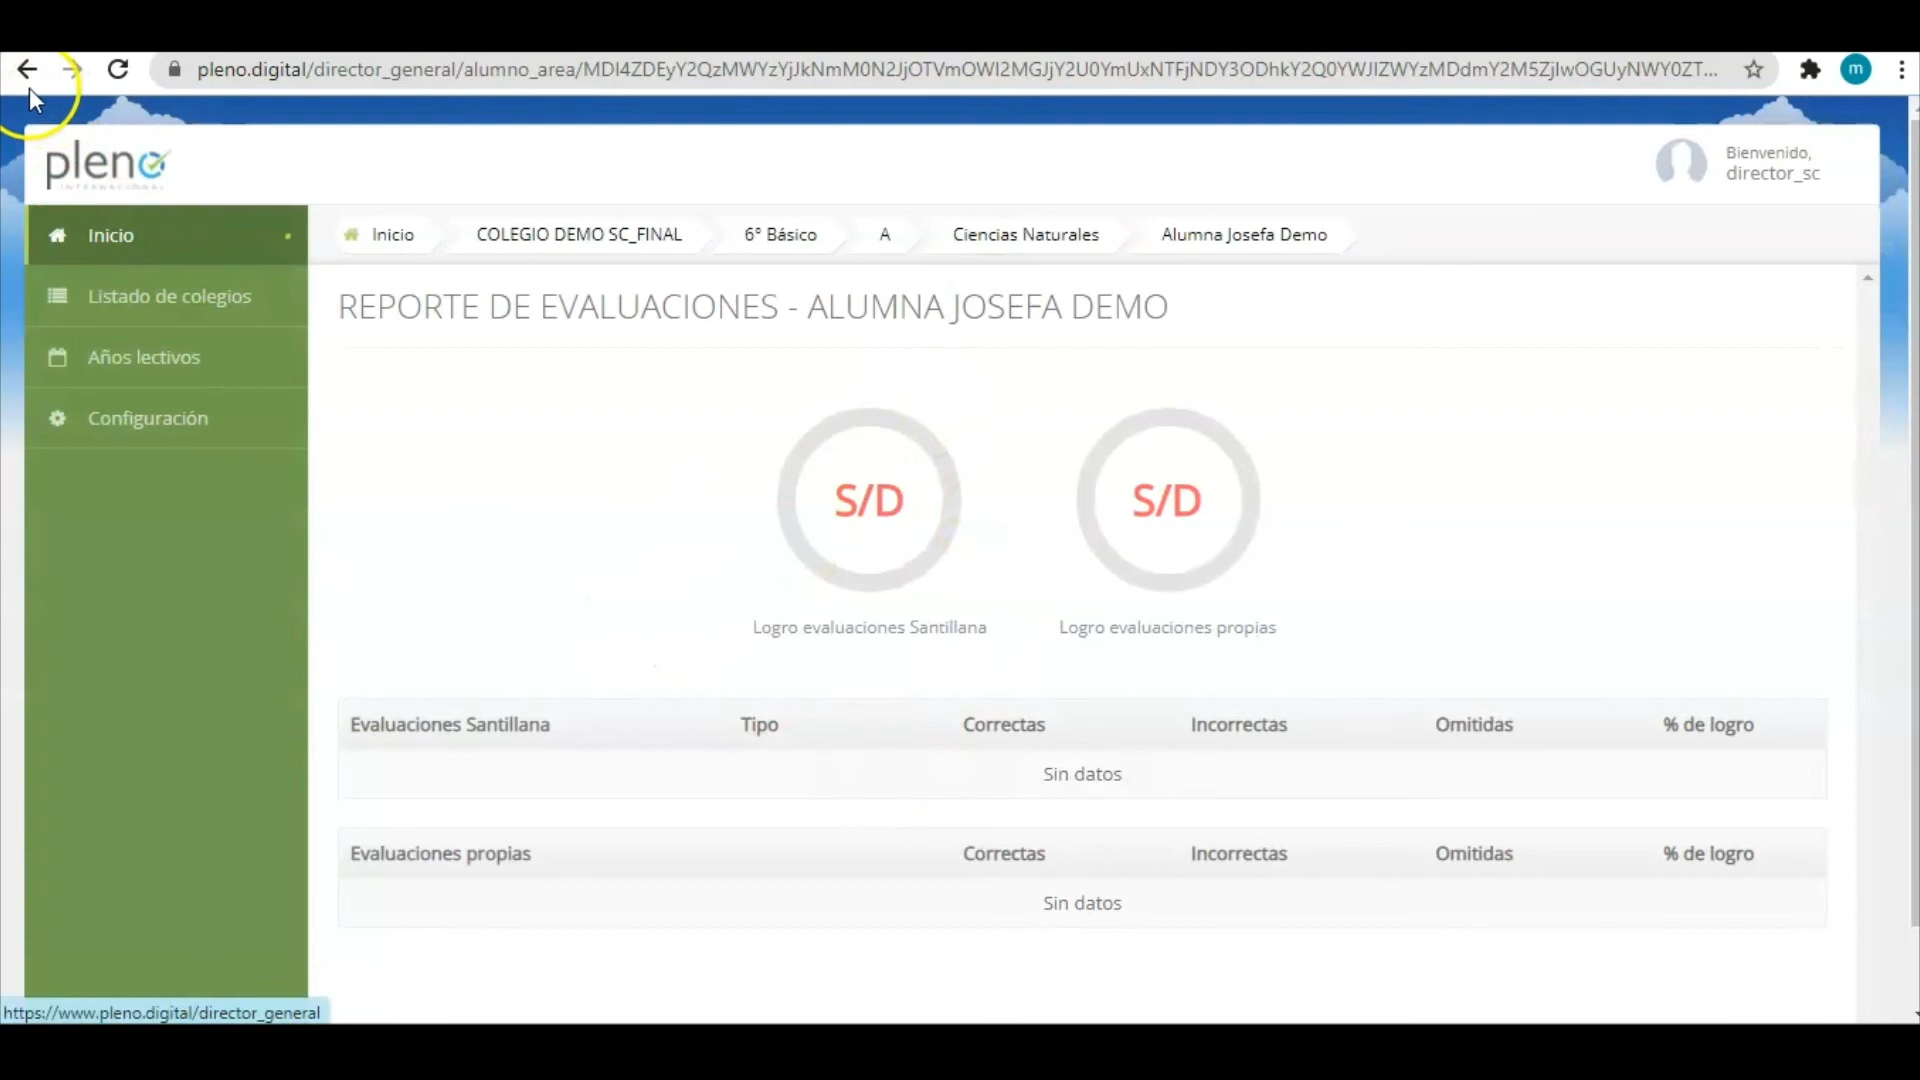 pleno.digital/director_general/alumno_area/MDI4ZDEyY2QzMWYzYjJkNmM0N2JjOTVmOWI2MGJjY2U0YmUxNTFjNDY3ODhkY2Q0YWJlZWYzMDdmY2M5ZjIwOGUyNWY0ZT...
m
pleno
INTERNACIONAL
Bienvenido,
director_sc
Inicio
Listado de colegios
Años lectivos
Configuración
Inicio COLEGIO DEMO SC_FINAL 6° Básico A Ciencias Naturales Alumna Josefa Demo
REPORTE DE EVALUACIONES - ALUMNA JOSEFA DEMO
S/D S/D
Logro evaluaciones Santillana Logro evaluaciones propias
Evaluaciones Santillana Tipo Correctas Incorrectas Omitidas % de logro
Sin datos
Evaluaciones propias Correctas Incorrectas Omitidas % de logro
Sin datos
https://www.pleno.digital/director_general